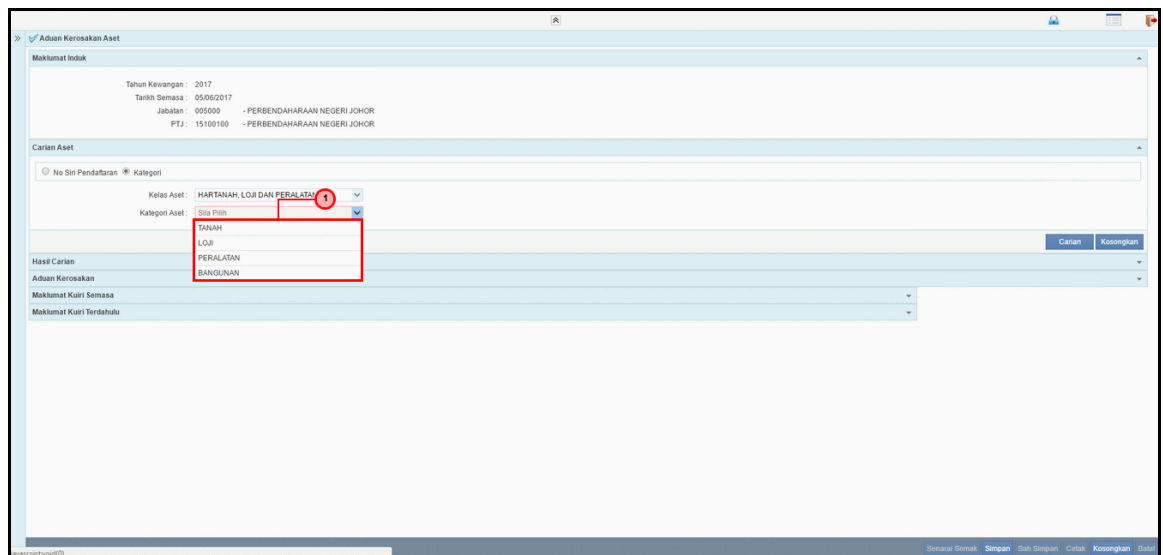 Aduan Kerosakan Aset
Maklumat Induk
Tahun Kewangan : 2017
Tarikh Semasa : 05/06/2017
Jabatan : 005000 - PERBENDAHARAAN NEGERI JOHOR
PTJ : 15100100 - PERBENDAHARAAN NEGERI JOHOR
Carian Aset
No Siri Pendaftaran Kategori
Kelas Aset : HARTANAH, LOJI DAN PERALATAN
1
Kategori Aset : Sila Pilih
TANAH
LOJI
PERALATAN
BANGUNAN
Carian Kosongkan
Hasil Carian
Aduan Kerosakan
Maklumat Kuiri Semasa
Maklumat Kuiri Terdahulu
Senarai Semak Simpan Sah Simpan Cetak Kosongkan Batal